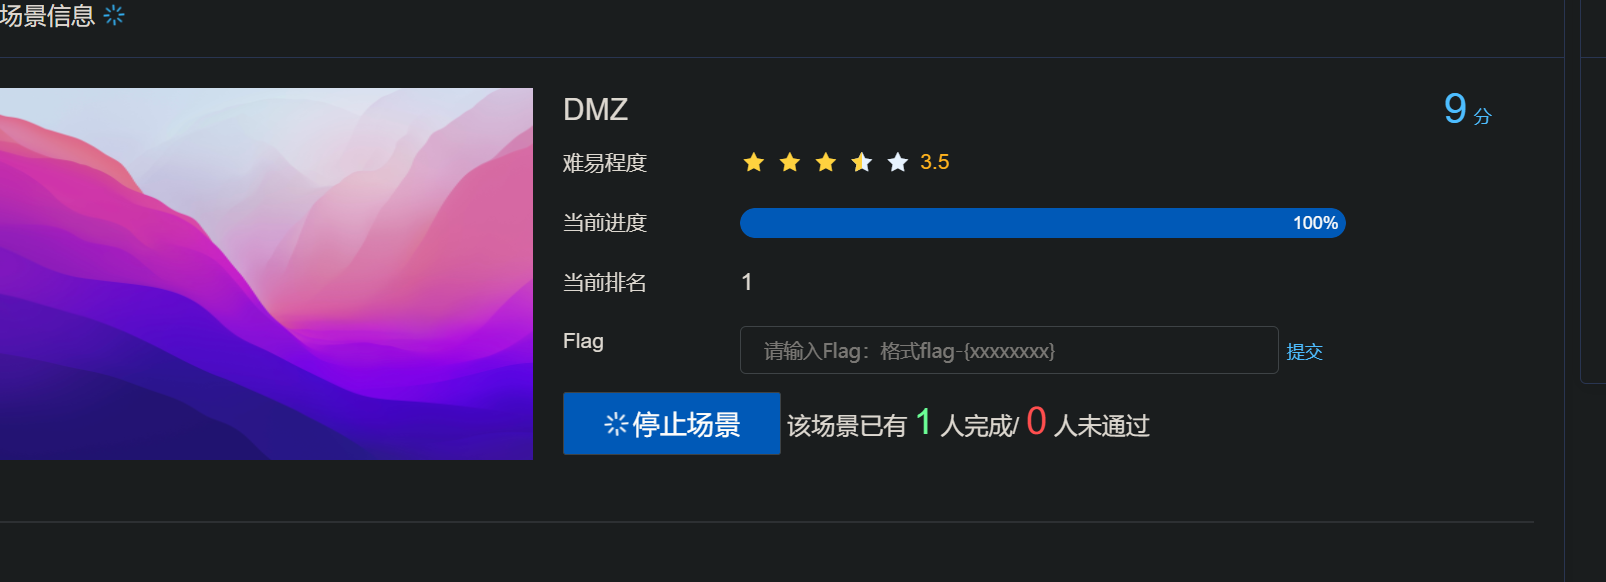 场景信息
DMZ
9 分
难易程度 3.5
当前进度 100%
当前排名 1
Flag 请输入Flag：格式flag-{xxxxxxxx} 提交
停止场景 该场景已有 1 人完成/ 0 人未通过